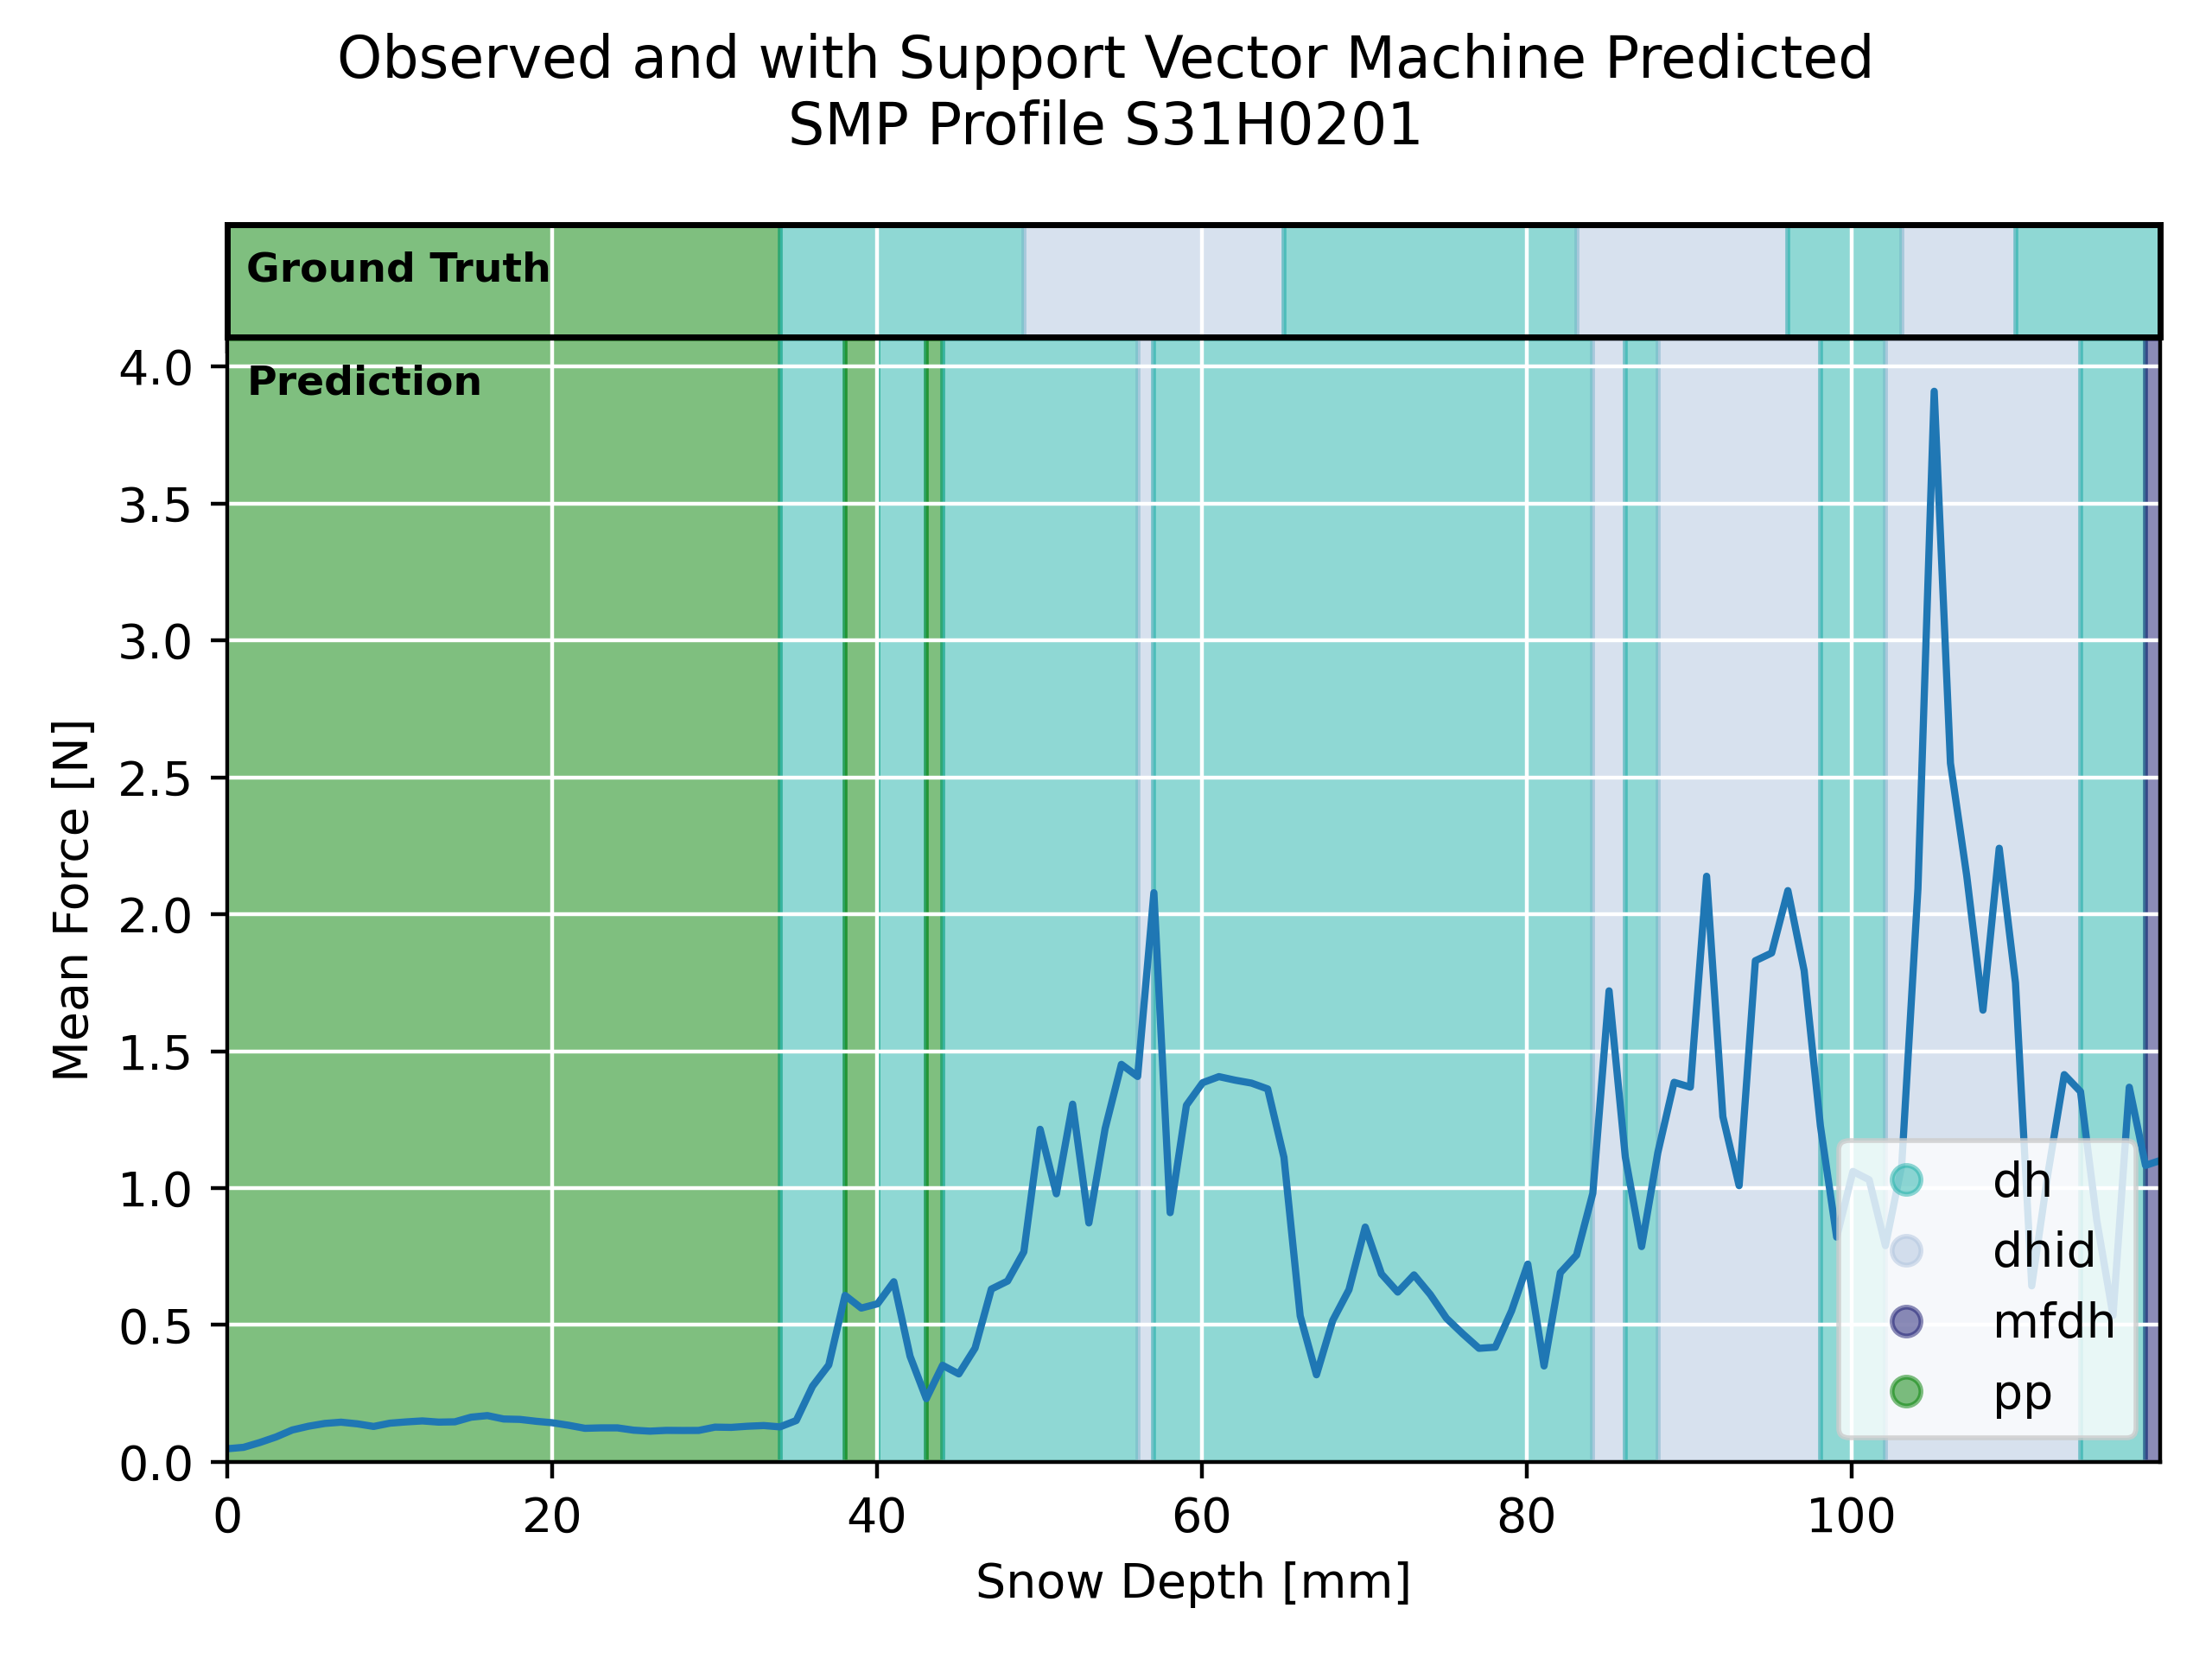 Observed and with Support Vector Machine Predicted
SMP Profile S31H0201
Ground Truth
Prediction
4.0
3.5
3.0
2.5
2.0
1.5
1.0
0.5
0.0
Mean Force [N]
dh
dhid
mfdh
pp
0 20 40 60 80 100
Snow Depth [mm]